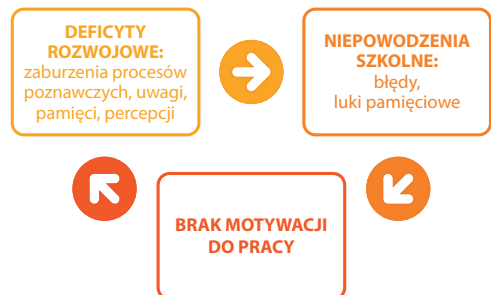 DEFICYTY
ROZWOJOWE:
zaburzenia procesów
poznawczych, uwagi,
pamięci, percepcji
NIEPOWODZENIA
SZKOLNE:
błędy,
luki pamięciowe
BRAK MOTYWACJI
DO PRACY